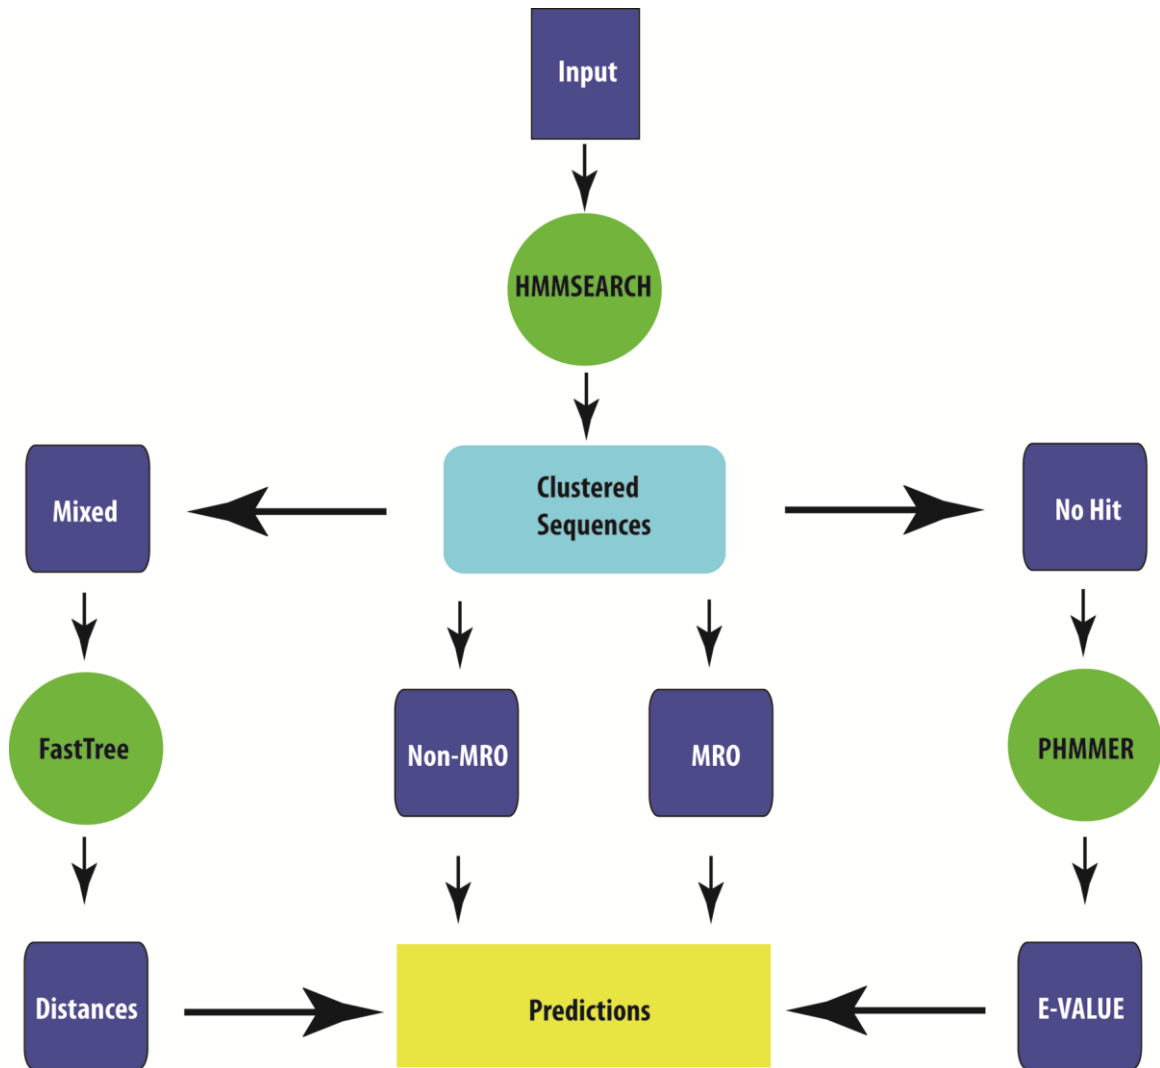 Input
HMMSEARCH
Mixed
Clustered
Sequences
No Hit
FastTree
Non-MRO
MRO
PHMMER
Distances
Predictions
E-VALUE